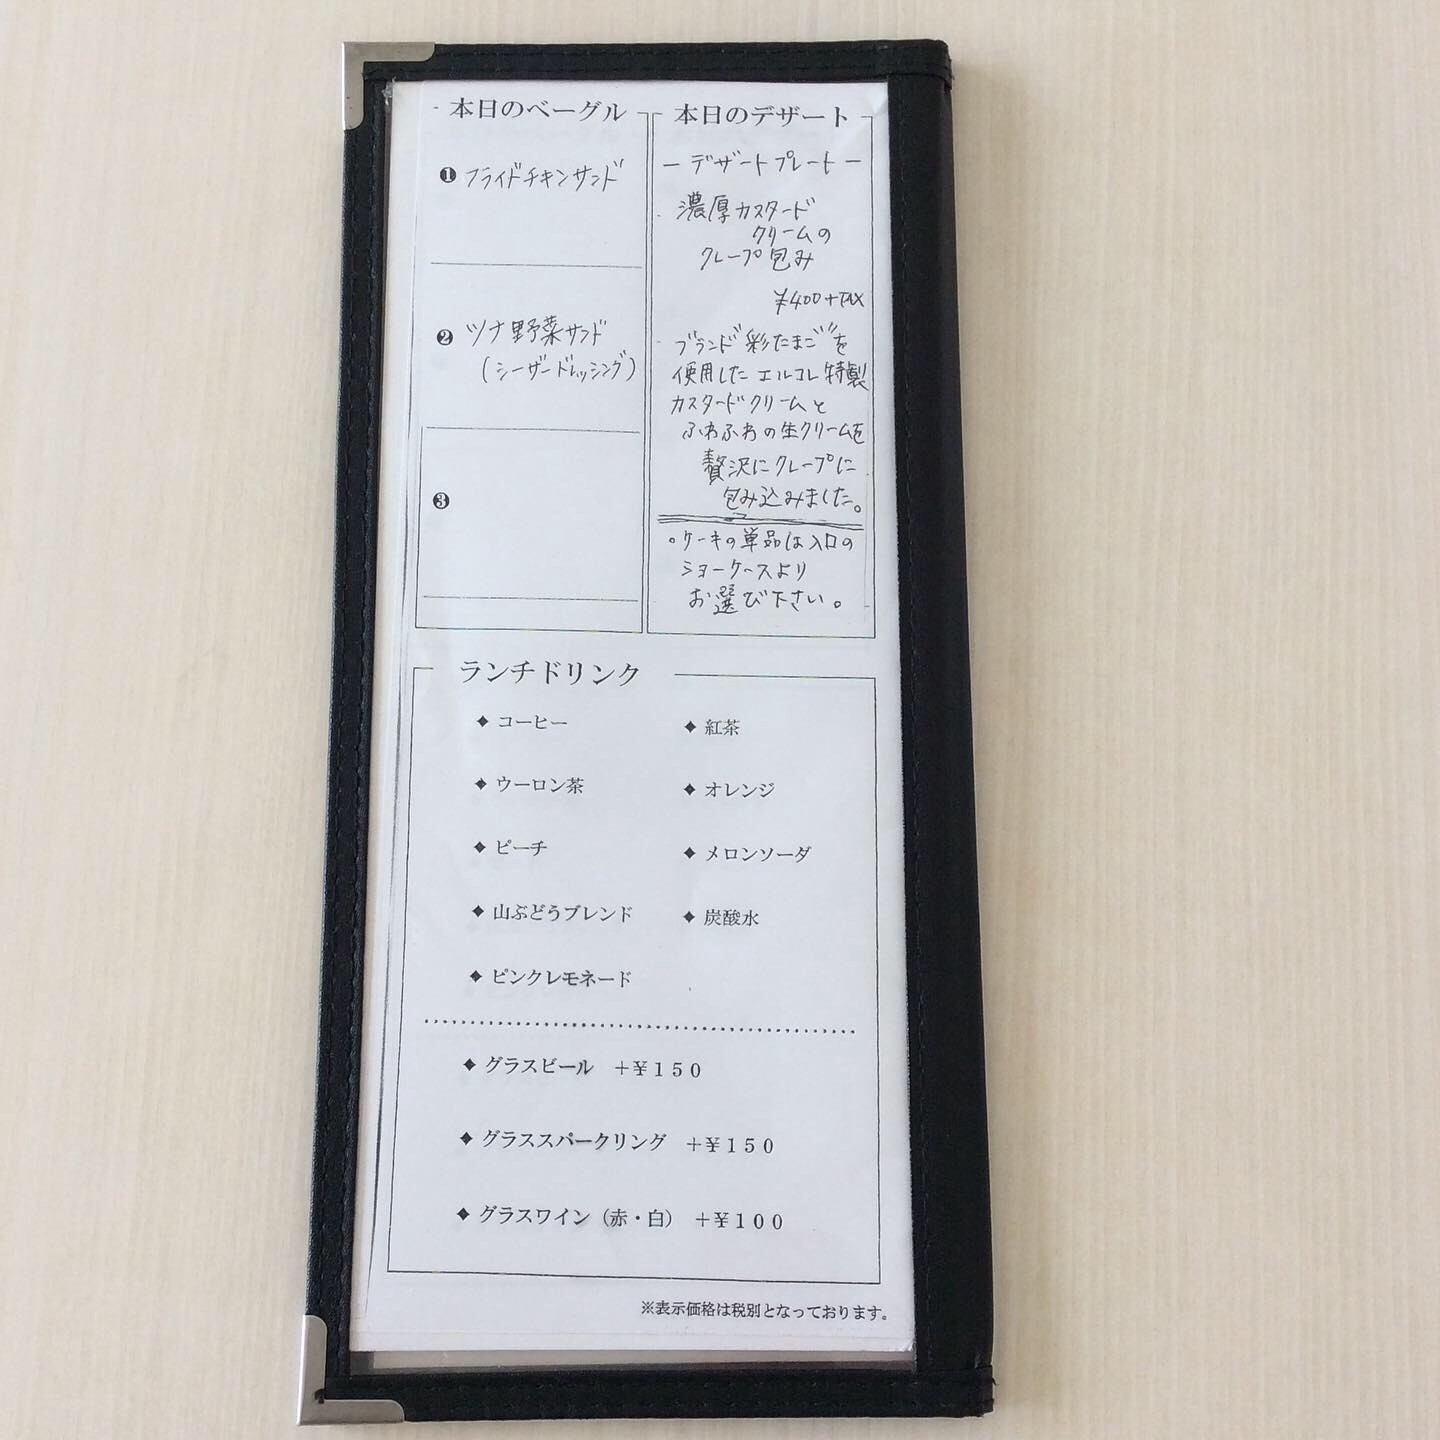 本日のベーグル
❶ フライドチキンサンド
❷ ツナ野菜サンド
(シーザードレッシング)
❸
本日のデザート
ー デザートプレート ー
濃厚カスタード
クリームの
クレープ包み
¥400+TAX
ブランド"彩たまご"を
使用したエルコレ特製
カスタードクリームと
ふわふわの生クリームを
贅沢にクレープに
包み込みました。
。ケーキの単品は入口の
ショーケースより
お選び下さい。
ランチドリンク
◆ コーヒー
◆ 紅茶
◆ ウーロン茶
◆ オレンジ
◆ ピーチ
◆ メロンソーダ
◆ 山ぶどうブレンド
◆ 炭酸水
◆ ピンクレモネード
◆ グラスビール +¥150
◆ グラススパークリング +¥150
◆ グラスワイン（赤・白） +¥100
※表示価格は税別となっております。